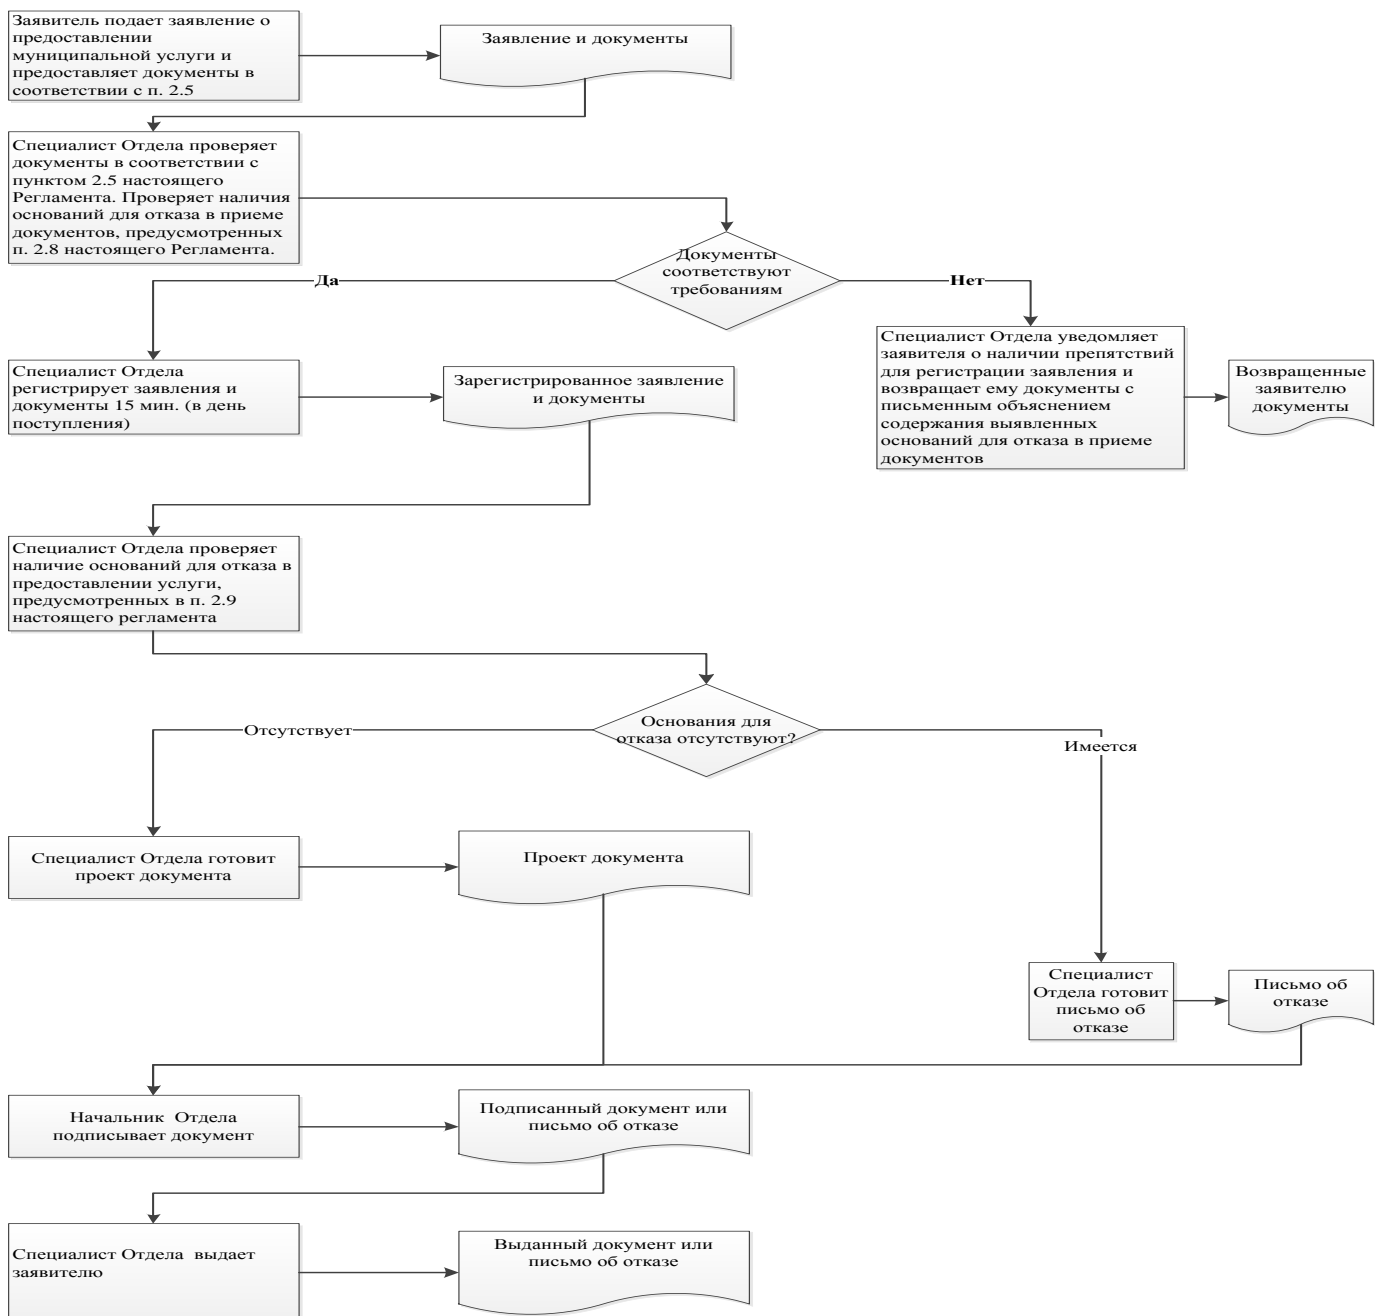 Заявитель подает заявление о
предоставлении
муниципальной услуги и
предоставляет документы в
соответствии с п. 2.5
Заявление и документы
Специалист Отдела проверяет
документы в соответствии с
пунктом 2.5 настоящего
Регламента. Проверяет наличия
оснований для отказа в приеме
документов, предусмотренных
п. 2.8 настоящего Регламента.
Документы
соответствуют
требованиям
Да
Нет
Специалист Отдела
регистрирует заявления и
документы 15 мин. (в день
поступления)
Зарегистрированное заявление
и документы
Специалист Отдела уведомляет
заявителя о наличии препятствий
для регистрации заявления и
возвращает ему документы с
письменным объяснением
содержания выявленных
оснований для отказа в приеме
документов
Возвращенные
заявителю
документы
Специалист Отдела проверяет
наличие оснований для отказа в
предоставлении услуги,
предусмотренных в п. 2.9
настоящего регламента
Основания для
отказа отсутствуют?
Отсутствует
Имеется
Специалист Отдела готовит
проект документа
Проект документа
Специалист
Отдела готовит
письмо об
отказе
Письмо об
отказе
Начальник  Отдела
подписывает документ
Подписанный документ или
письмо об отказе
Специалист Отдела  выдает
заявителю
Выданный документ или
письмо об отказе